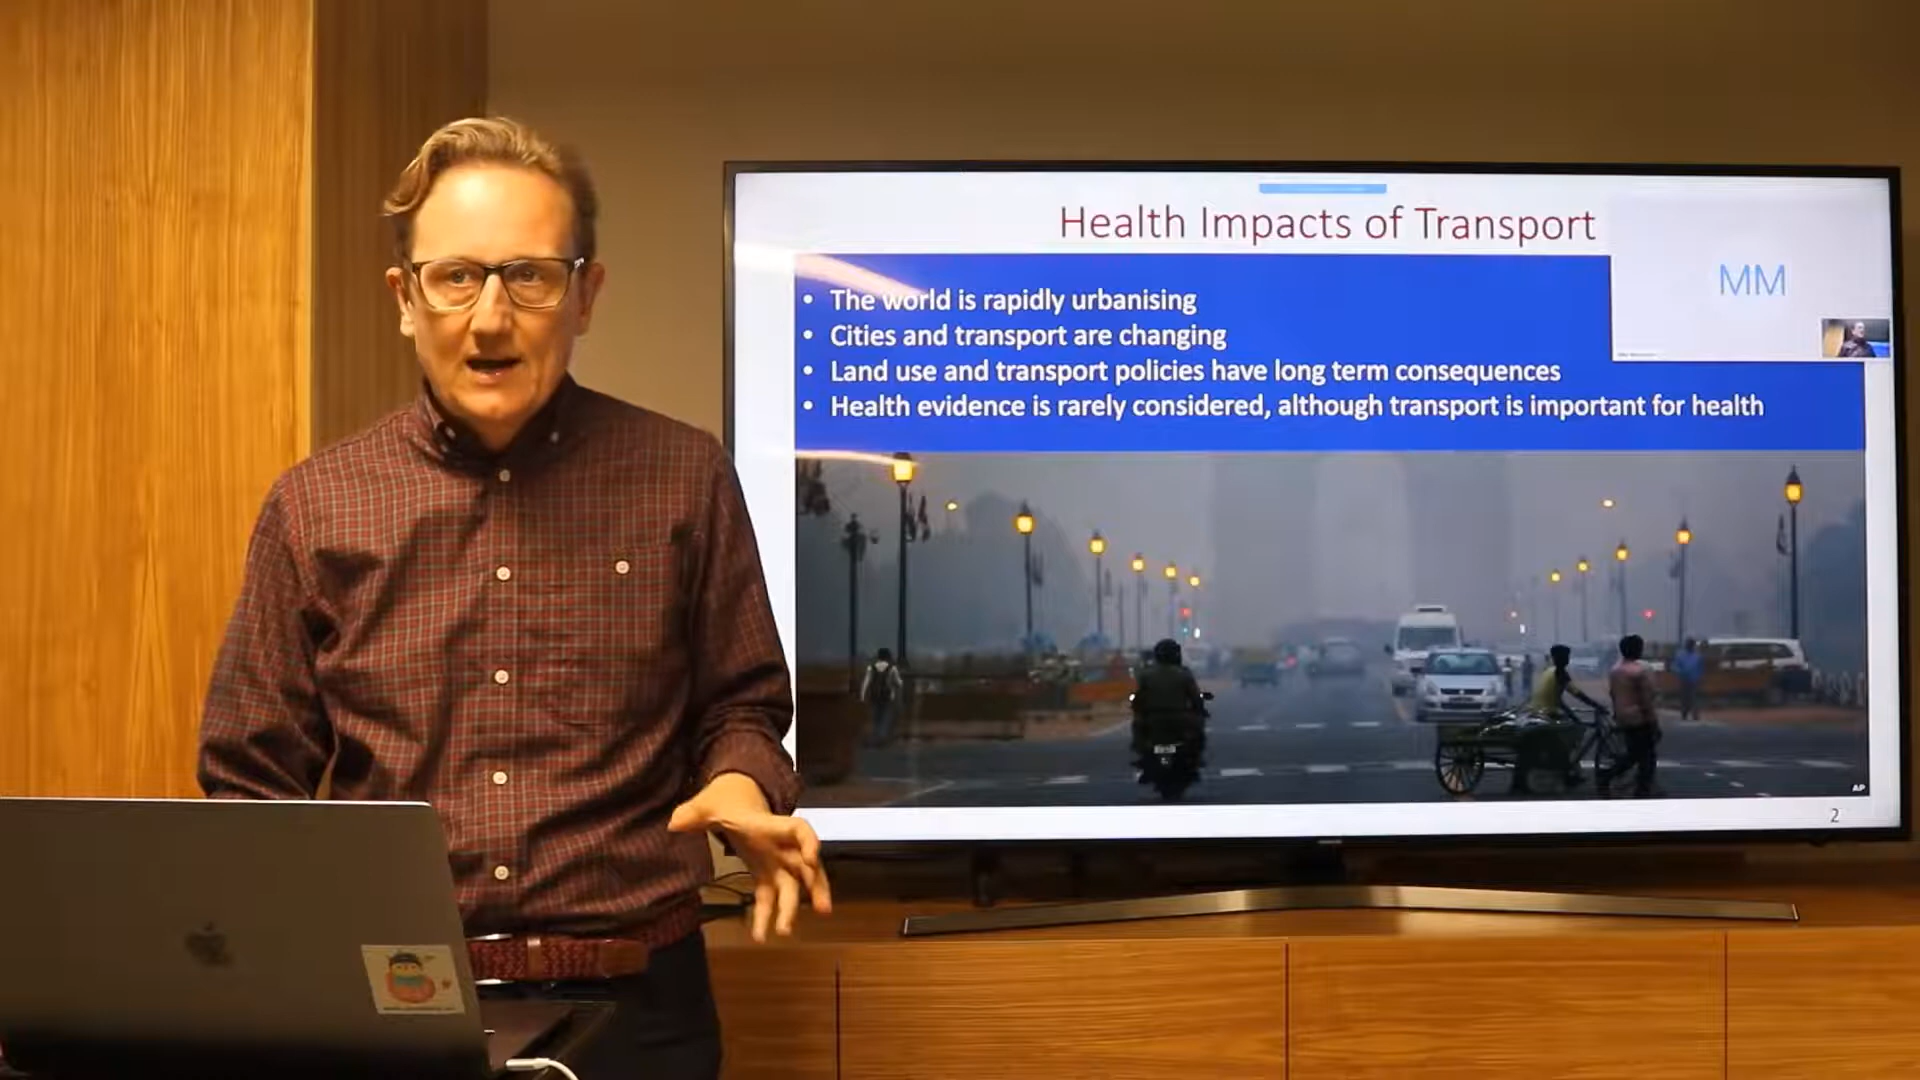 Health Impacts of Transport
MM
• The world is rapidly urbanising
• Cities and transport are changing
• Land use and transport policies have long term consequences
• Health evidence is rarely considered, although transport is important for health
AP
2